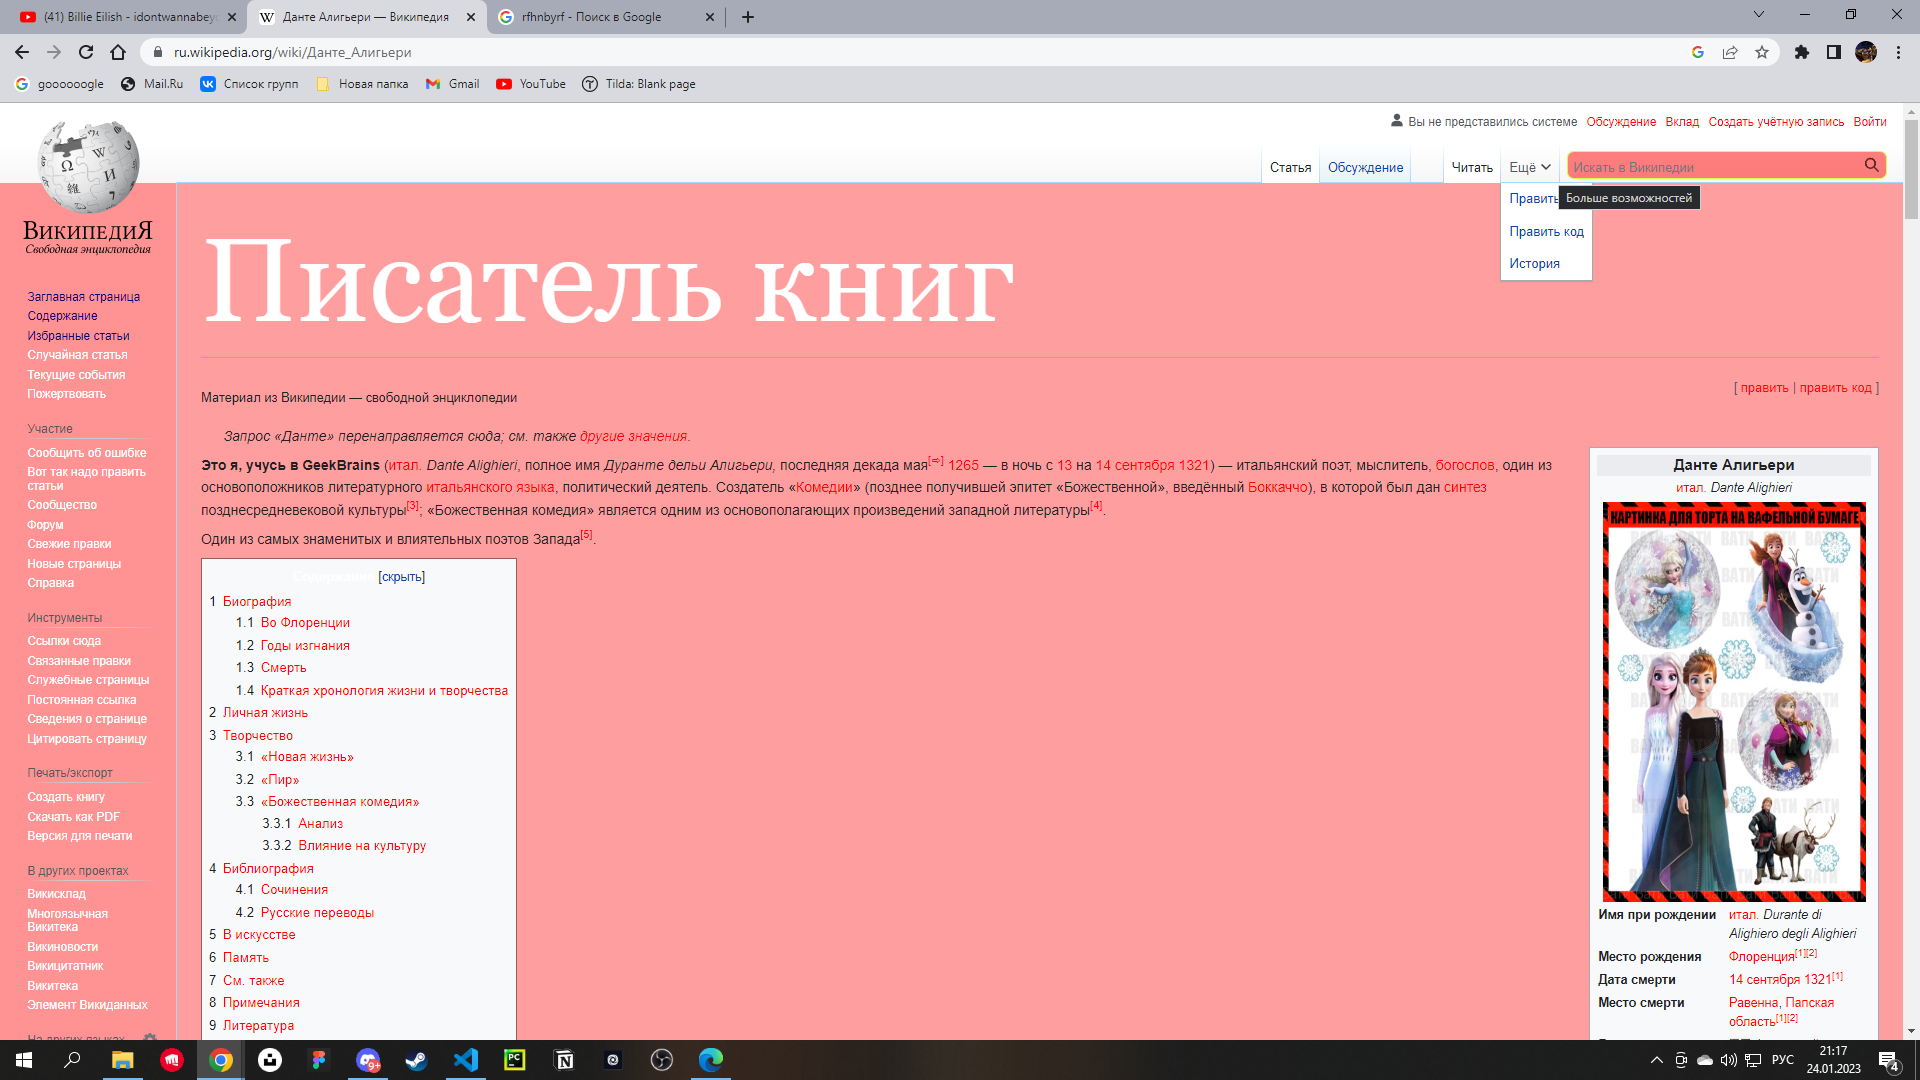 (41) Billie Eilish - idontwannabeyo
Данте Алигьери — Википедия
rfhnbyrf - Поиск в Google
ru.wikipedia.org/wiki/Данте_Алигьери
goooooogle
Mail.Ru
Список групп
Новая папка
Gmail
YouTube
Tilda: Blank page
Вы не представились системе Обсуждение Вклад Создать учётную запись Войти
Статья Обсуждение Читать Ещё Искать в Википедии
Больше возможностей
Править
Править код
История
ВикипедиЯ
Свободная энциклопедия
Заглавная страница
Содержание
Избранные статьи
Случайная статья
Текущие события
Пожертвовать
Участие
Сообщить об ошибке
Вот так надо править
статьи
Сообщество
Форум
Свежие правки
Новые страницы
Справка
Инструменты
Ссылки сюда
Связанные правки
Служебные страницы
Постоянная ссылка
Сведения о странице
Цитировать страницу
Печать/экспорт
Создать книгу
Скачать как PDF
Версия для печати
В других проектах
Викисклад
Многоязычная
Викитека
Викиновости
Викицитатник
Викитека
Элемент Викиданных
На других языках
Писатель книг
[ править | править код ]
Материал из Википедии — свободной энциклопедии
Запрос «Данте» перенаправляется сюда; см. также другие значения.
Это я, учусь в GeekBrains (итал. Dante Alighieri, полное имя Дуранте дельи Алигьери, последняя декада мая[⇨] 1265 — в ночь с 13 на 14 сентября 1321) — итальянский поэт, мыслитель, богослов, один из
основоположников литературного итальянского языка, политический деятель. Создатель «Комедии» (позднее получившей эпитет «Божественной», введённый Боккаччо), в которой был дан синтез
позднесредневековой культуры[3]; «Божественная комедия» является одним из основополагающих произведений западной литературы[4].
Один из самых знаменитых и влиятельных поэтов Запада[5].
Содержание [скрыть]
1 Биография
1.1 Во Флоренции
1.2 Годы изгнания
1.3 Смерть
1.4 Краткая хронология жизни и творчества
2 Личная жизнь
3 Творчество
3.1 «Новая жизнь»
3.2 «Пир»
3.3 «Божественная комедия»
3.3.1 Анализ
3.3.2 Влияние на культуру
4 Библиография
4.1 Сочинения
4.2 Русские переводы
5 В искусстве
6 Память
7 См. также
8 Примечания
9 Литература
Данте Алигьери
итал. Dante Alighieri
КАРТИНКА ДЛЯ ТОРТА НА ВАФЕЛЬНОЙ БУМАГЕ
Имя при рождении итал. Durante di
Alighiero degli Alighieri
Место рождения Флоренция[1][2]
Дата смерти 14 сентября 1321[1]
Место смерти Равенна, Папская
область[1][2]
9+
РУС
21:17
24.01.2023
4